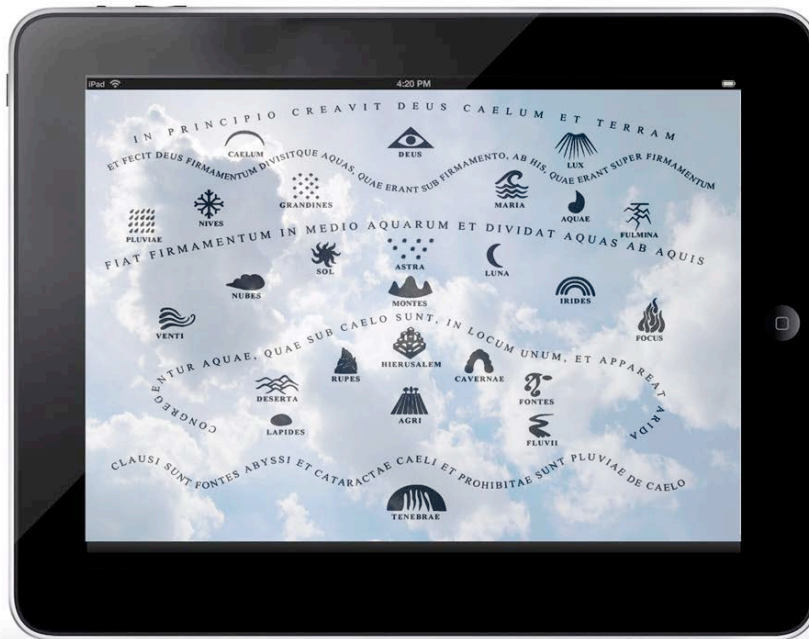 iPad 4:20 PM
IN PRINCIPIO CREAVIT DEUS CAELUM ET TERRAM
CAELUM
DEUS
LUX
ET FECIT DEUS FIRMAMENTUM DIVISITQUE AQUAS, QUAE ERANT SUB FIRMAMENTO, AB HIS, QUAE ERANT SUPER FIRMAMENTUM
PLUVIAE
NIVES
GRANDINES
MARIA
AQUAE
FULMINA
FIAT FIRMAMENTUM IN MEDIO AQUARUM ET DIVIDAT AQUAS AB AQUIS
VENTI
NUBES
SOL
ASTRA
MONTES
LUNA
IRIDES
FOCUS
CONGREGENTUR AQUAE, QUAE SUB CAELO SUNT, IN LOCUM UNUM, ET APPAREAT ARIDA
DESERTA
RUPES
HIERUSALEM
CAVERNAE
FONTES
LAPIDES
AGRI
FLUVII
CLAUSI SUNT FONTES ABYSSI ET CATARACTAE CAELI ET PROHIBITAE SUNT PLUVIAE DE CAELO
TENEBRAE